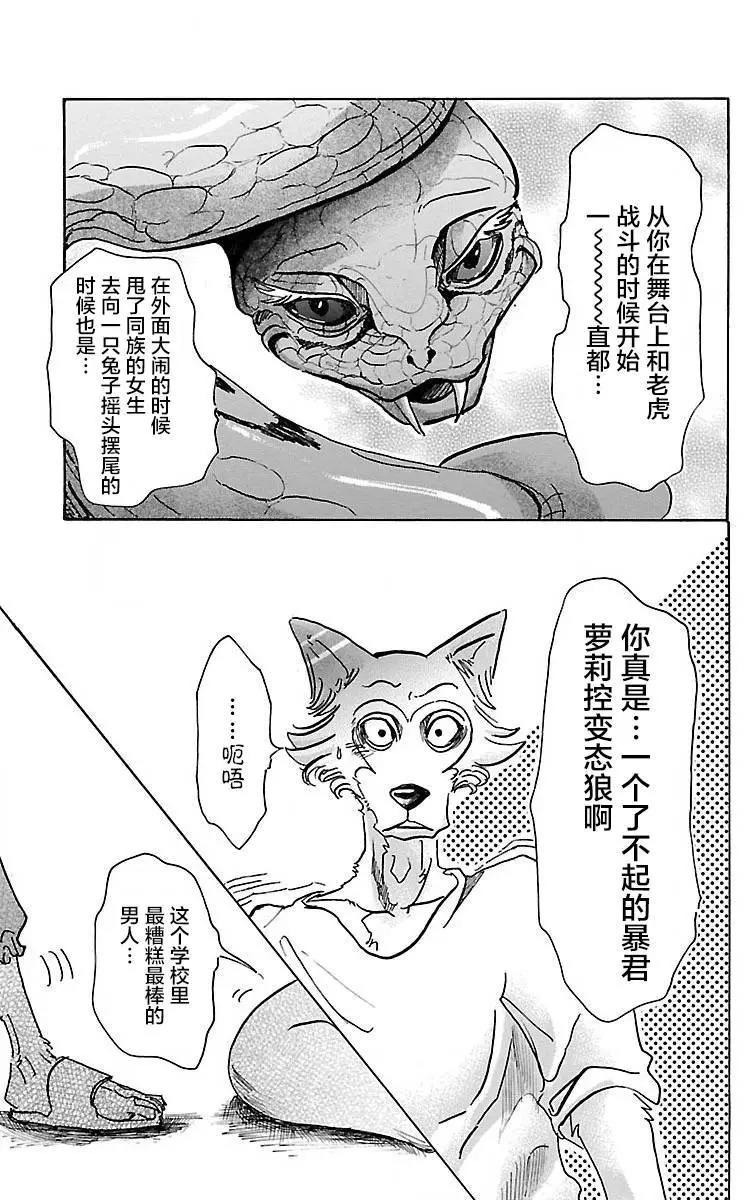 从你在舞台上和老虎
战斗的时候开始
一~~~~直都…
在外面大闹的时候
甩了同族的女生
去向一只兔子摇头摆尾的
时候也是…
你真是…一个了不起的暴君
萝莉控变态狼啊
……呃唔
这个学校里
最糟糕最棒的
男人…